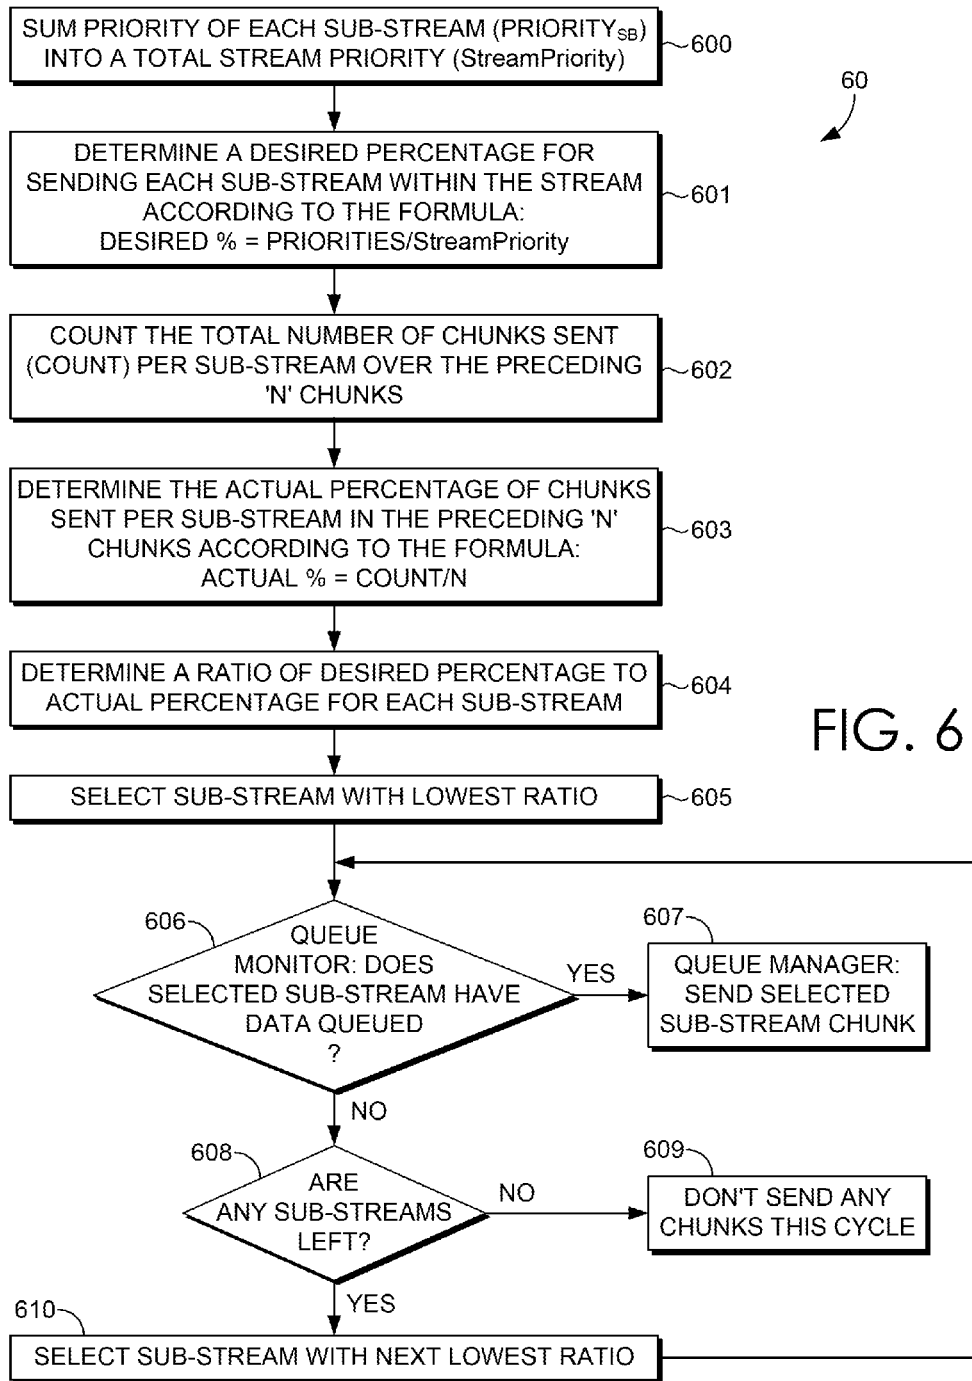 SUM PRIORITY OF EACH SUB-STREAM (PRIORITYSB)
INTO A TOTAL STREAM PRIORITY (StreamPriority)
600
60
DETERMINE A DESIRED PERCENTAGE FOR
SENDING EACH SUB-STREAM WITHIN THE STREAM
ACCORDING TO THE FORMULA:
DESIRED % = PRIORITIES/StreamPriority
601
COUNT THE TOTAL NUMBER OF CHUNKS SENT
(COUNT) PER SUB-STREAM OVER THE PRECEDING
'N' CHUNKS
602
DETERMINE THE ACTUAL PERCENTAGE OF CHUNKS
SENT PER SUB-STREAM IN THE PRECEDING 'N'
CHUNKS ACCORDING TO THE FORMULA:
ACTUAL % = COUNT/N
603
DETERMINE A RATIO OF DESIRED PERCENTAGE TO
ACTUAL PERCENTAGE FOR EACH SUB-STREAM
604
FIG. 6
SELECT SUB-STREAM WITH LOWEST RATIO
605
606
QUEUE
MONITOR: DOES
SELECTED SUB-STREAM HAVE
DATA QUEUED
?
YES
607
QUEUE MANAGER:
SEND SELECTED
SUB-STREAM CHUNK
NO
608
ARE
ANY SUB-STREAMS
LEFT?
NO
609
DON'T SEND ANY
CHUNKS THIS CYCLE
YES
610
SELECT SUB-STREAM WITH NEXT LOWEST RATIO